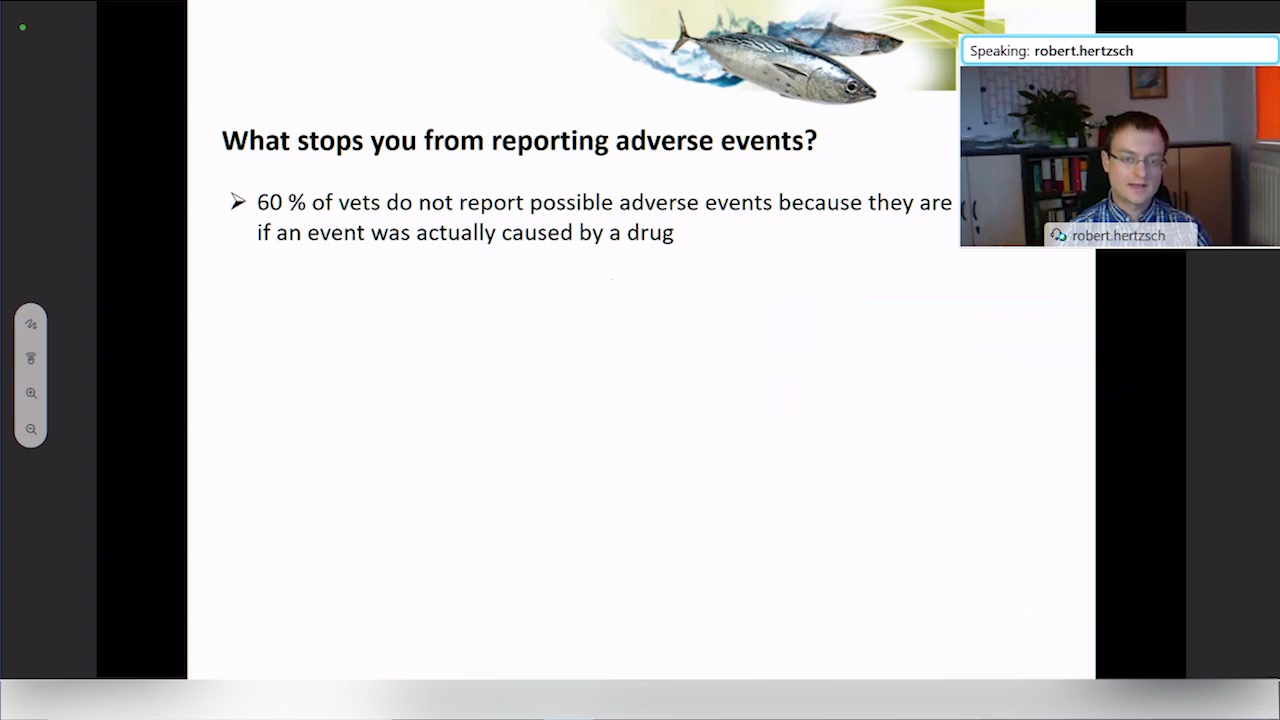 Speaking: robert.hertzsch
What stops you from reporting adverse events?
60 % of vets do not report possible adverse events because they are
if an event was actually caused by a drug
robert.hertzsch